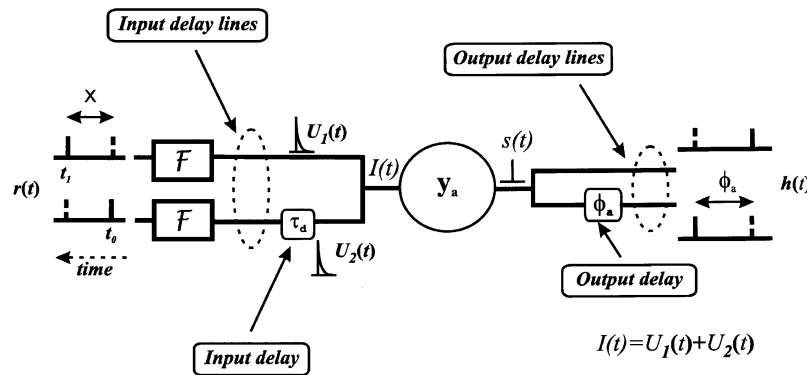 Input delay lines
Output delay lines
X
F
U₁(t)
I(t)
yₐ
s(t)
t₁
r(t)
h(t)
ϕₐ
F
τ_d
ϕₐ
t₀
time
U₂(t)
Output delay
Input delay
I(t)=U₁(t)+U₂(t)